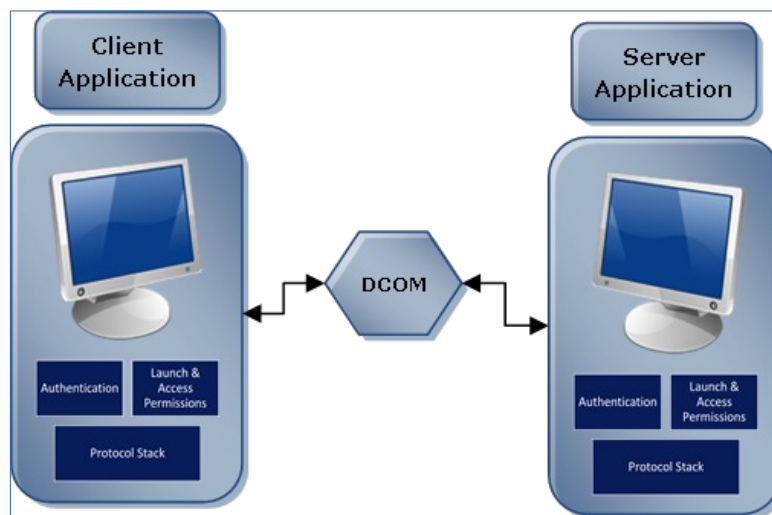 Client
Application
Server
Application
DCOM
Authentication
Launch &
Access
Permissions
Protocol Stack
Authentication
Launch &
Access
Permissions
Protocol Stack